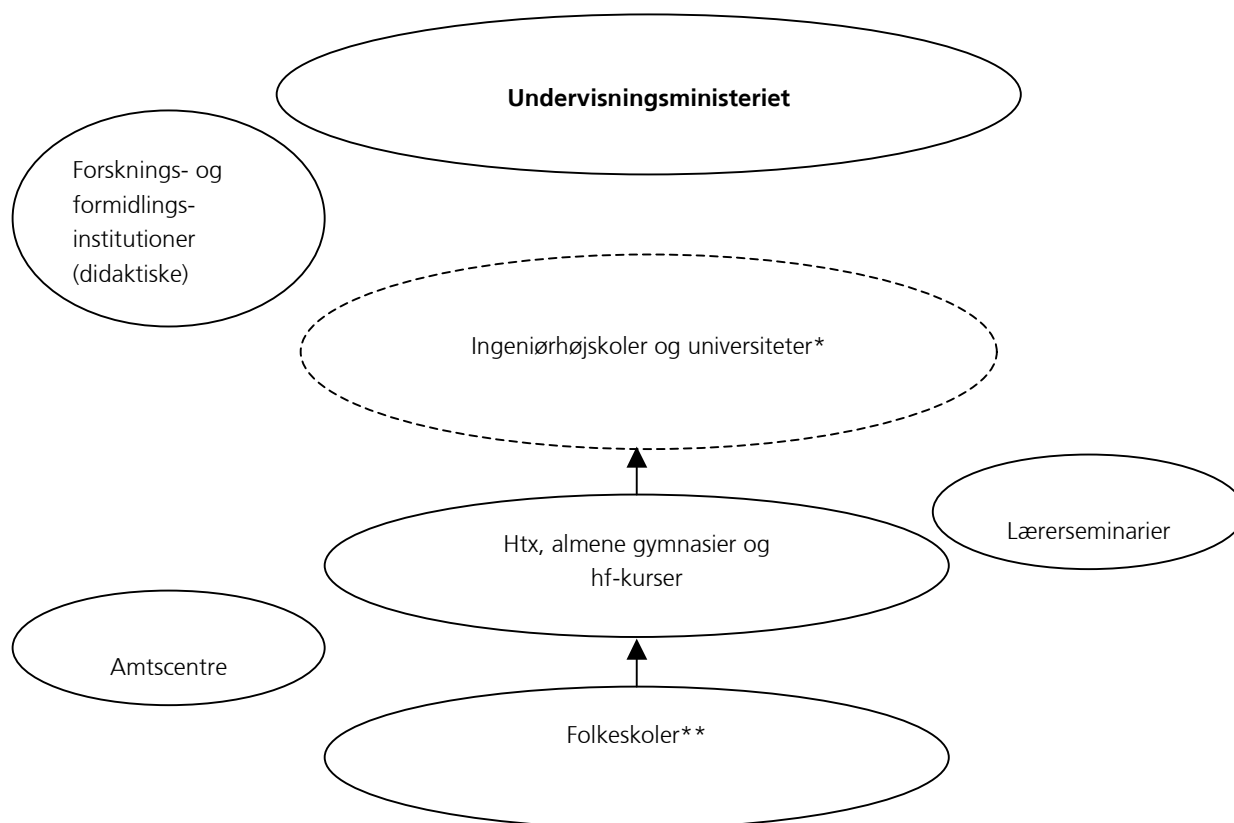 Undervisningsministeriet
Forsknings- og
formidlings-
institutioner
(didaktiske)
Ingeniørhøjskoler og universiteter*
Lærerseminarier
Htx, almene gymnasier og
hf-kurser
Amtscentre
Folkeskoler**